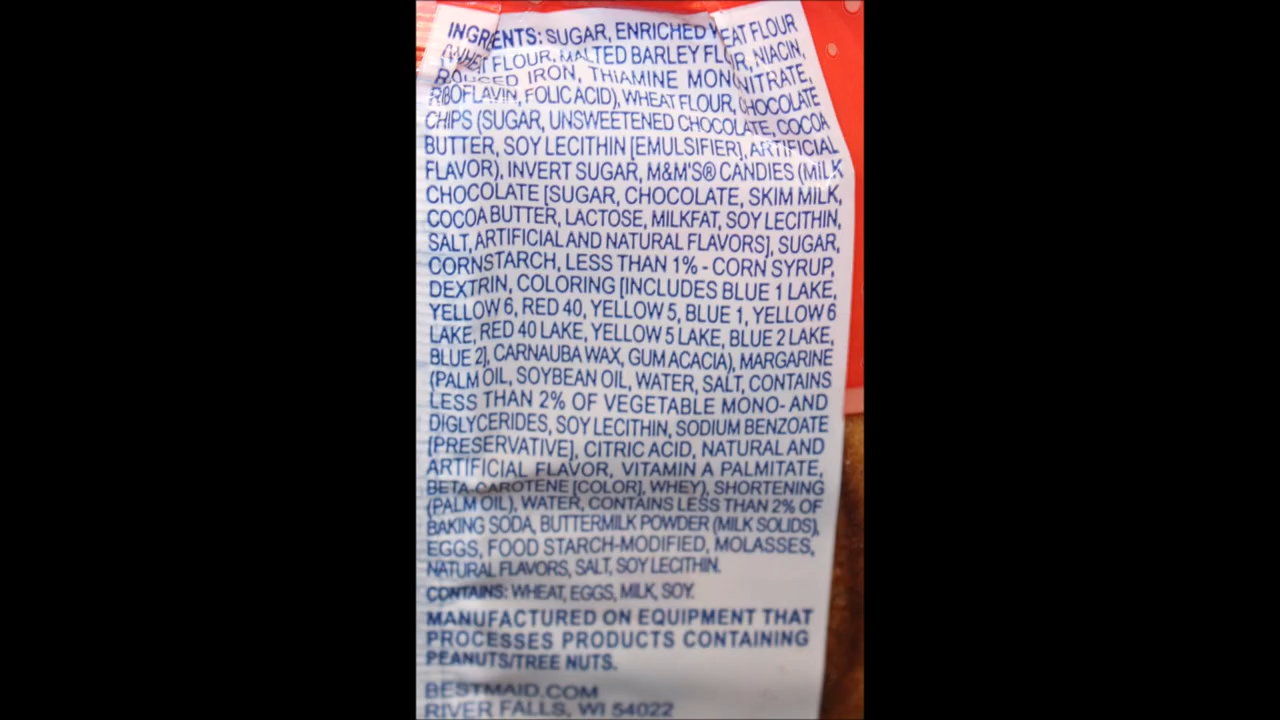 INGREDIENTS: SUGAR, ENRICHED WHEAT FLOUR
(WHEAT FLOUR, MALTED BARLEY FLOUR, NIACIN,
REDUCED IRON, THIAMINE MONONITRATE,
RIBOFLAVIN, FOLIC ACID), WHEAT FLOUR, CHOCOLATE
CHIPS (SUGAR, UNSWEETENED CHOCOLATE, COCOA
BUTTER, SOY LECITHIN [EMULSIFIER], ARTIFICIAL
FLAVOR), INVERT SUGAR, M&M'S® CANDIES (MILK
CHOCOLATE [SUGAR, CHOCOLATE, SKIM MILK,
COCOA BUTTER, LACTOSE, MILKFAT, SOY LECITHIN,
SALT, ARTIFICIAL AND NATURAL FLAVORS], SUGAR,
CORNSTARCH, LESS THAN 1% - CORN SYRUP,
DEXTRIN, COLORING [INCLUDES BLUE 1 LAKE,
YELLOW 6, RED 40, YELLOW 5, BLUE 1, YELLOW 6
LAKE, RED 40 LAKE, YELLOW 5 LAKE, BLUE 2 LAKE,
BLUE 2], CARNAUBA WAX, GUM ACACIA), MARGARINE
(PALM OIL, SOYBEAN OIL, WATER, SALT, CONTAINS
LESS THAN 2% OF VEGETABLE MONO- AND
DIGLYCERIDES, SOY LECITHIN, SODIUM BENZOATE
[PRESERVATIVE], CITRIC ACID, NATURAL AND
ARTIFICIAL FLAVOR, VITAMIN A PALMITATE,
BETA-CAROTENE [COLOR], WHEY), SHORTENING
(PALM OIL), WATER, CONTAINS LESS THAN 2% OF
BAKING SODA, BUTTERMILK POWDER (MILK SOLIDS),
EGGS, FOOD STARCH-MODIFIED, MOLASSES,
NATURAL FLAVORS, SALT, SOY LECITHIN.
CONTAINS: WHEAT, EGGS, MILK, SOY.
MANUFACTURED ON EQUIPMENT THAT
PROCESSES PRODUCTS CONTAINING
PEANUTS/TREE NUTS.
BESTMAID.COM
RIVER FALLS, WI 54022